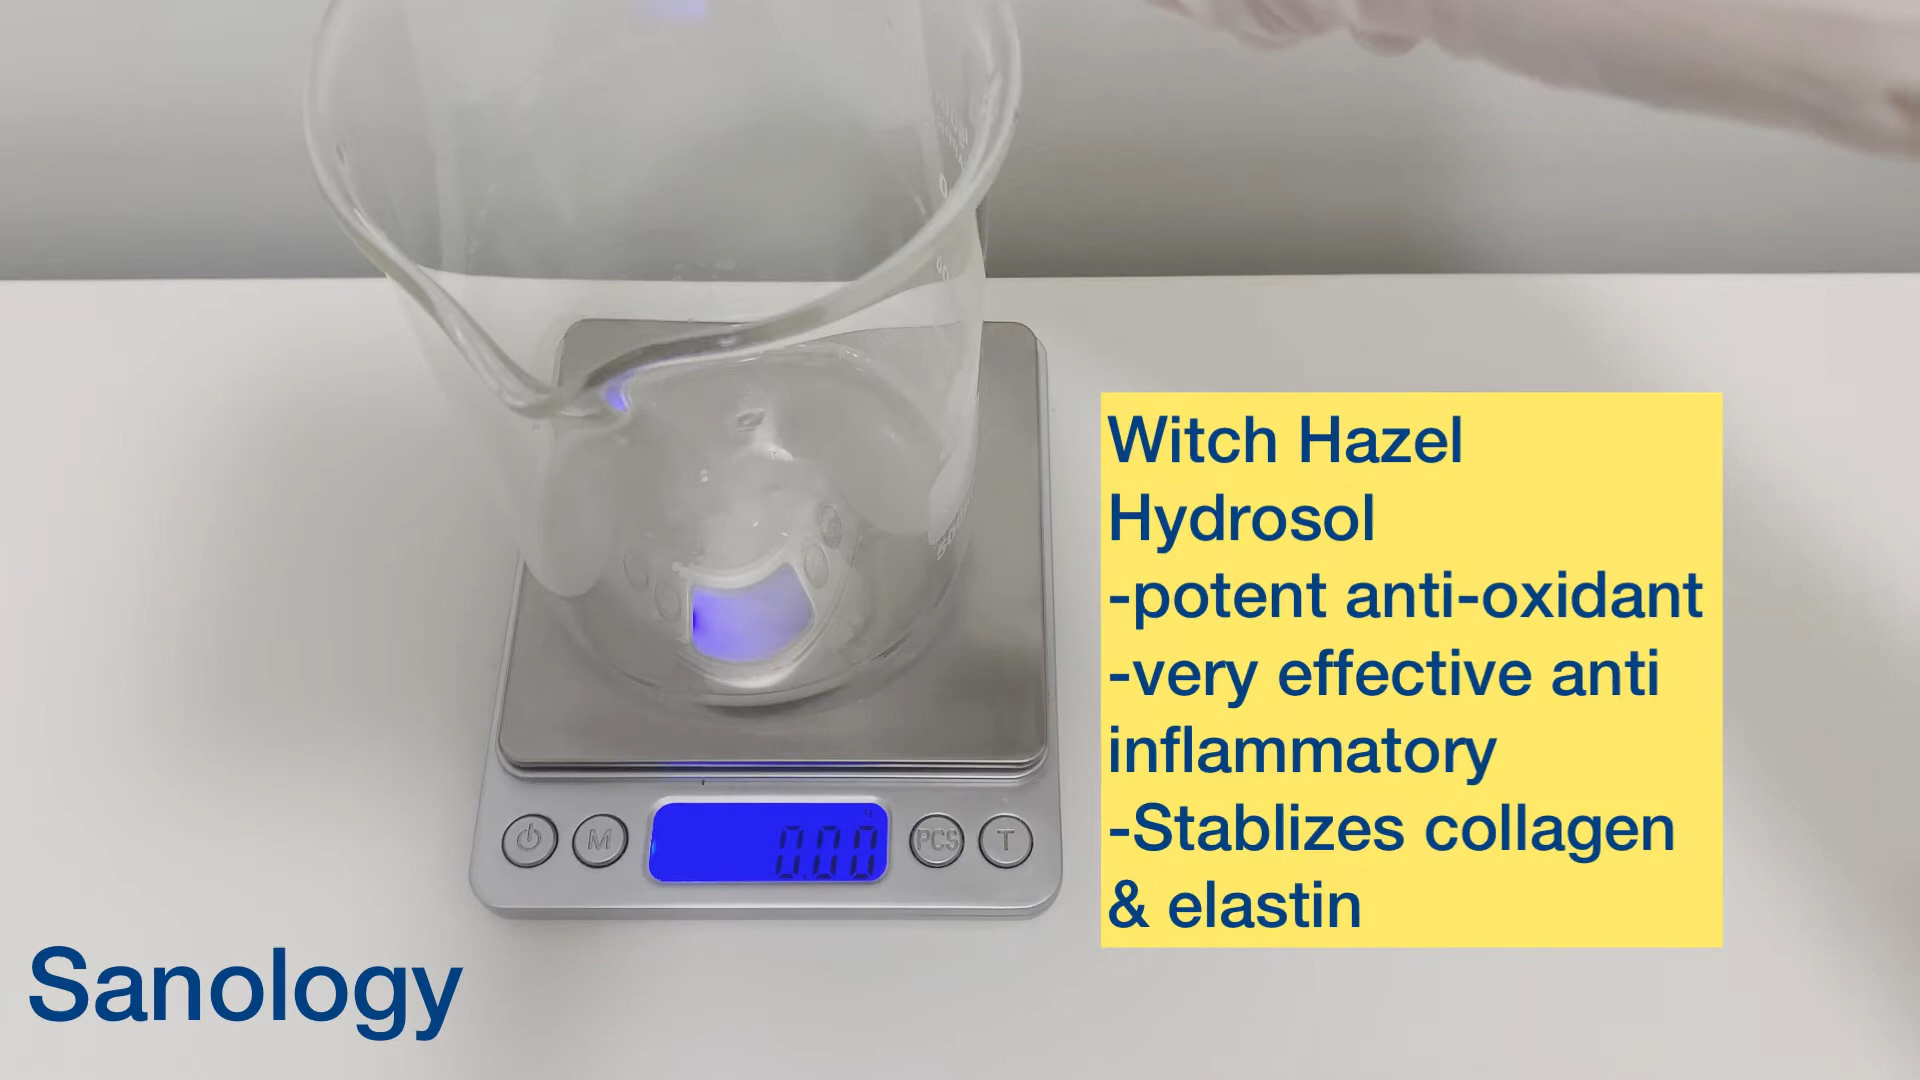 Witch Hazel
Hydrosol
-potent anti-oxidant
-very effective anti
inflammatory
-Stablizes collagen
& elastin
M
0.00
g
PCS
T
Sanology